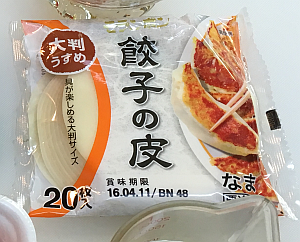 大判
うすめ
餃子の皮
具が楽しめる大判サイズ
20枚入
賞味期限
16.04.11/BN 48
なま